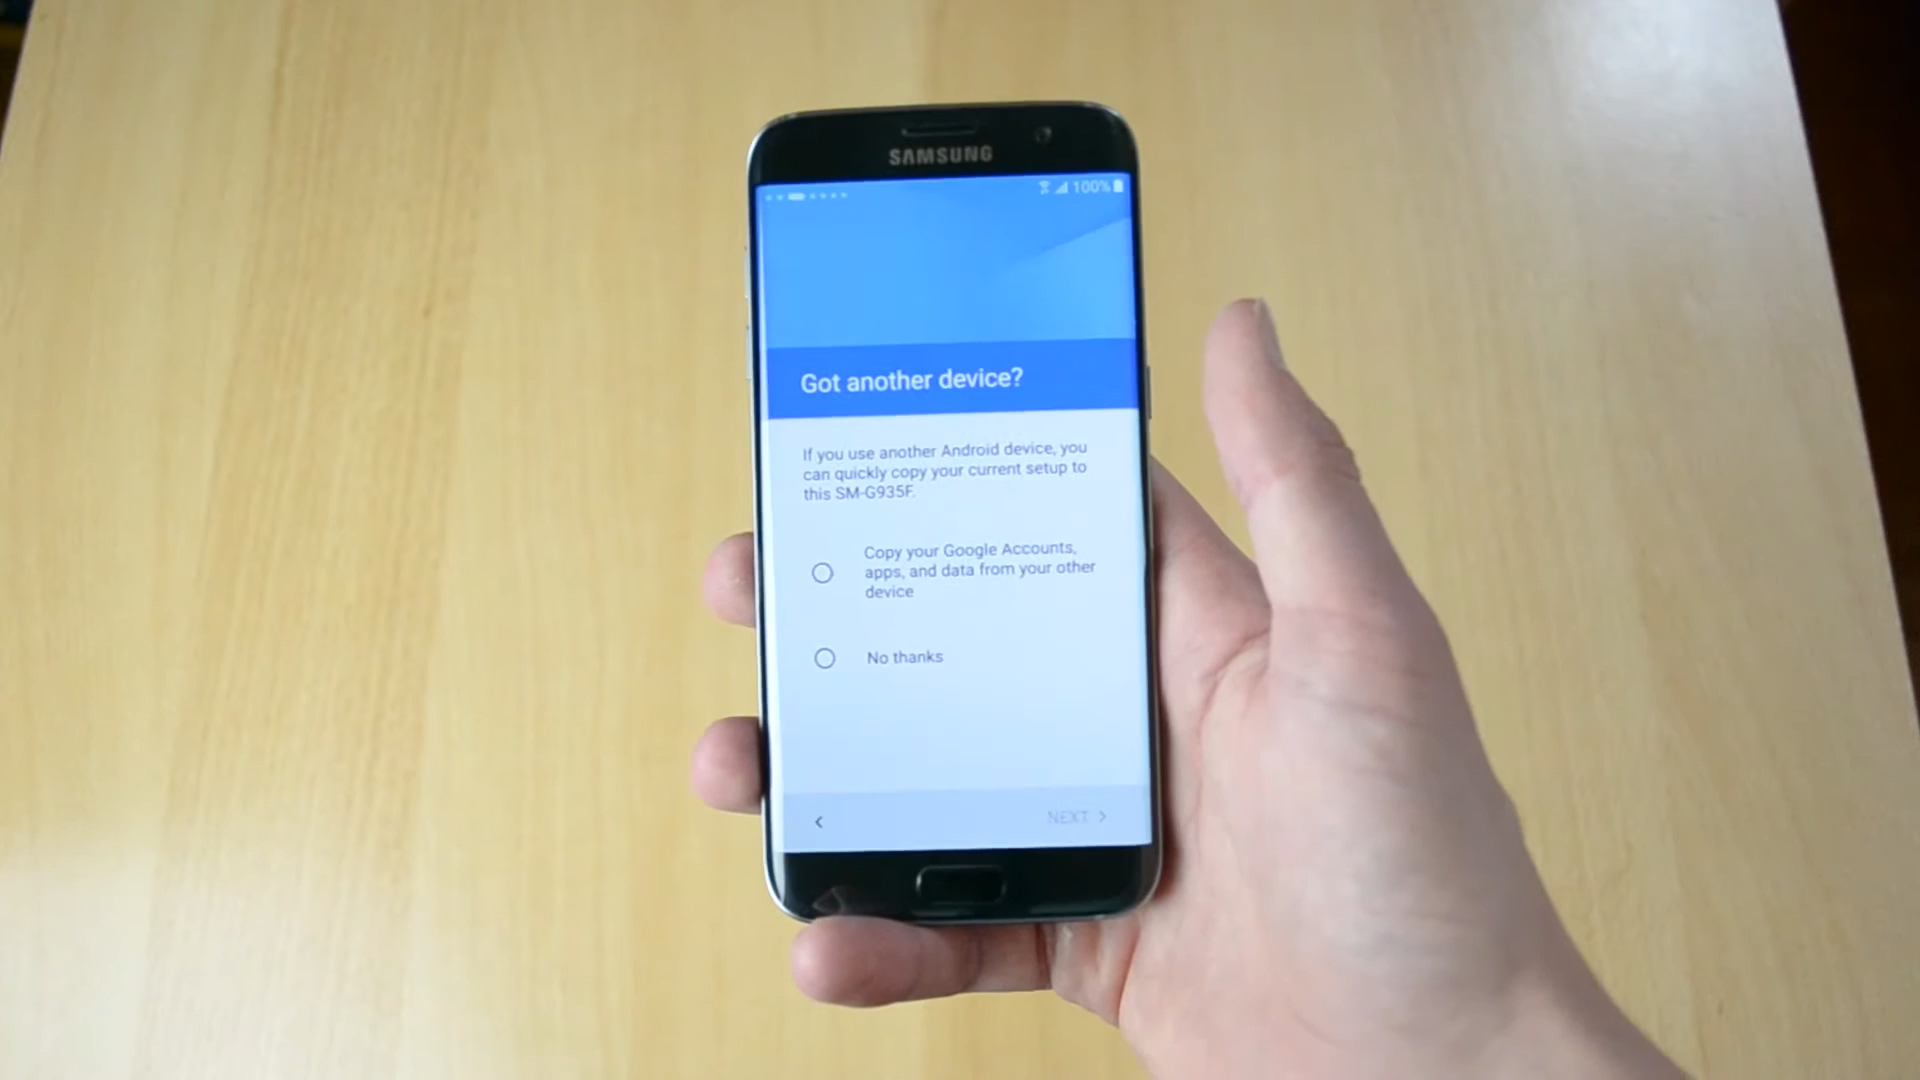 SAMSUNG
100%
Got another device?
If you use another Android device, you
can quickly copy your current setup to
this SM-G935F.
Copy your Google Accounts,
apps, and data from your other
device
No thanks
NEXT